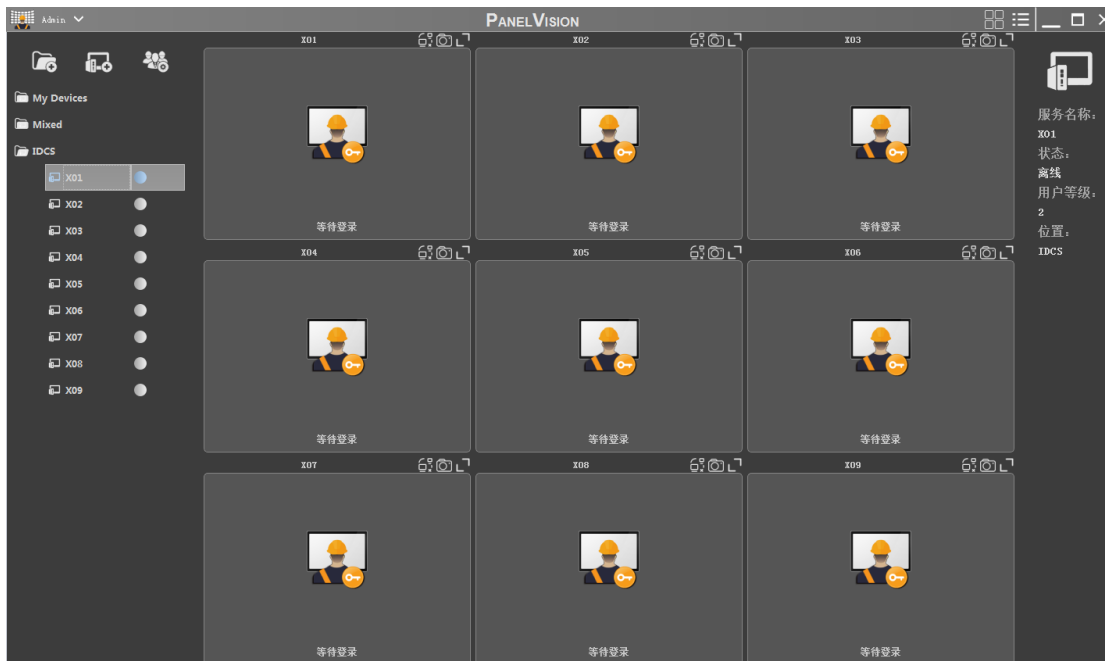 Admin
PANELVISION
My Devices
Mixed
IDCS
X01
X02
X03
X04
X05
X06
X07
X08
X09
X01
X02
X03
等待登录
等待登录
等待登录
X04
X05
X06
等待登录
等待登录
等待登录
X07
X08
X09
等待登录
等待登录
等待登录
服务名称:
X01
状态:
离线
用户等级:
2
位置:
IDCS